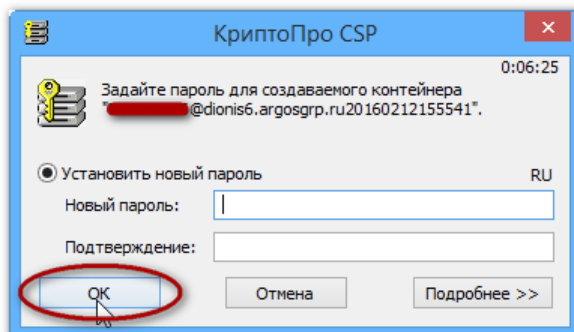 КриптоПро CSP
0:06:25
Задайте пароль для создаваемого контейнера
"@dionis6.argosgrp.ru20160212155541".
Установить новый пароль
RU
Новый пароль:
Подтверждение:
OK
Отмена
Подробнее >>